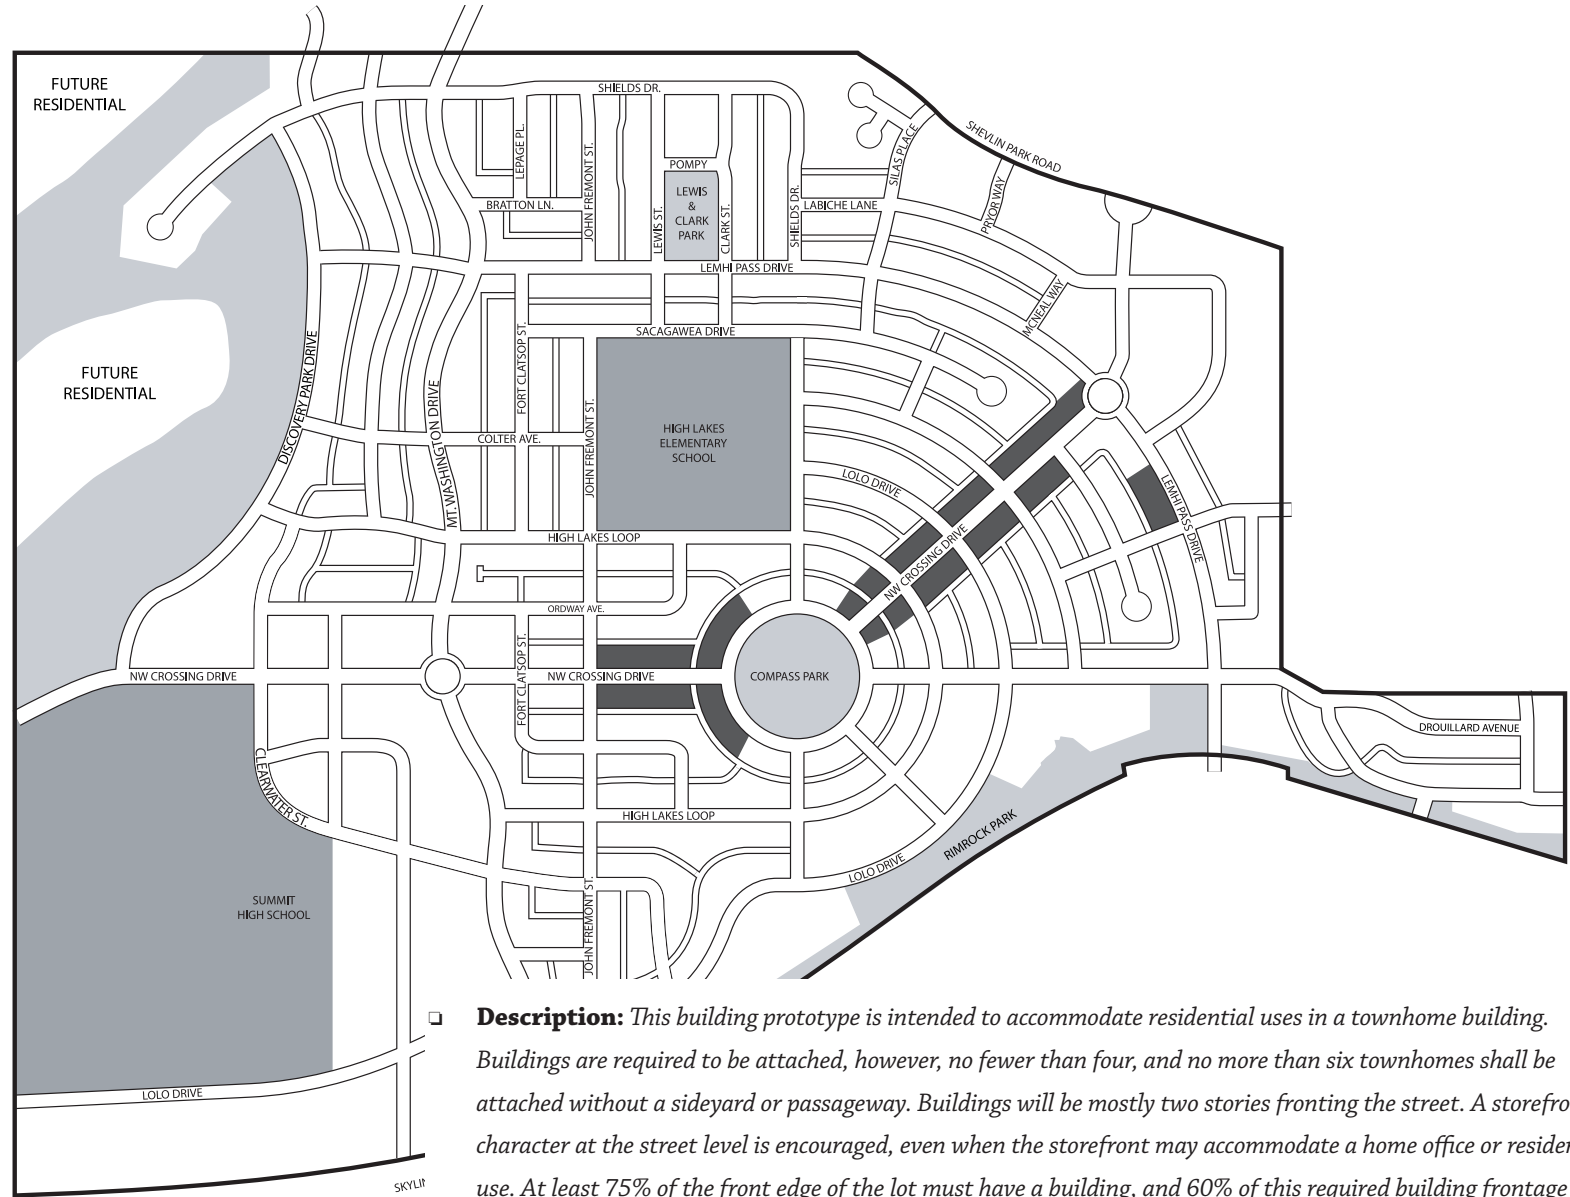 FUTURE
RESIDENTIAL
SHIELDS DR.
SHEVLIN PARK ROAD
SILAS PLACE
LEPAGE PL.
JOHN FREMONT ST.
POMPY
LEWIS
&
CLARK
PARK
BRATTON LN.
LEWIS ST.
CLARK ST.
SHIELDS DR.
LABICHE LANE
PRYOR WAY
LEMHI PASS DRIVE
MCNEAL WAY
SACAGAWEA DRIVE
FUTURE
RESIDENTIAL
DISCOVERY PARK DRIVE
FORT CLATSOP ST.
MT. WASHINGTON DRIVE
COLTER AVE.
JOHN FREMONT ST.
HIGH LAKES
ELEMENTARY
SCHOOL
LOLO DRIVE
LEMHI PASS DRIVE
HIGH LAKES LOOP
NW CROSSING DRIVE
ORDWAY AVE.
FORT CLATSOP ST.
NW CROSSING DRIVE
NW CROSSING DRIVE
COMPASS PARK
DROUILLARD AVENUE
CLEARWATER ST.
HIGH LAKES LOOP
RIMROCK PARK
LOLO DRIVE
SUMMIT
HIGH SCHOOL
JOHN FREMONT ST.
LOLO DRIVE
❏ Description: This building prototype is intended to accommodate residential uses in a townhome building.
Buildings are required to be attached, however, no fewer than four, and no more than six townhomes shall be
attached without a sideyard or passageway. Buildings will be mostly two stories fronting the street. A storefro
character at the street level is encouraged, even when the storefront may accommodate a home office or reside
use. At least 75% of the front edge of the lot must have a building, and 60% of this required building frontage